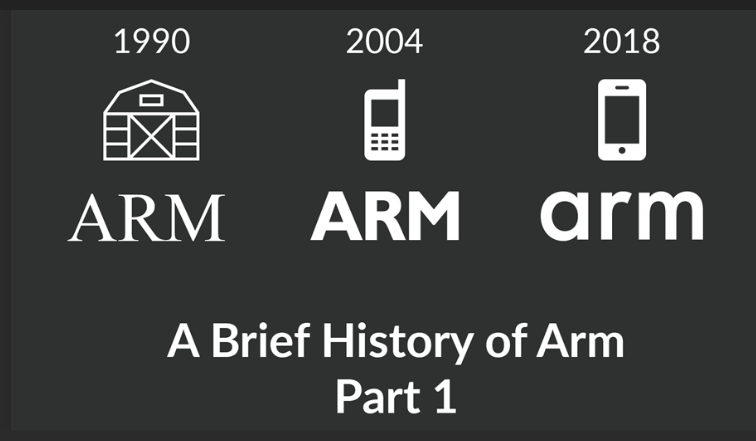 1990 2004 2018
ARM ARM arm
A Brief History of Arm
Part 1